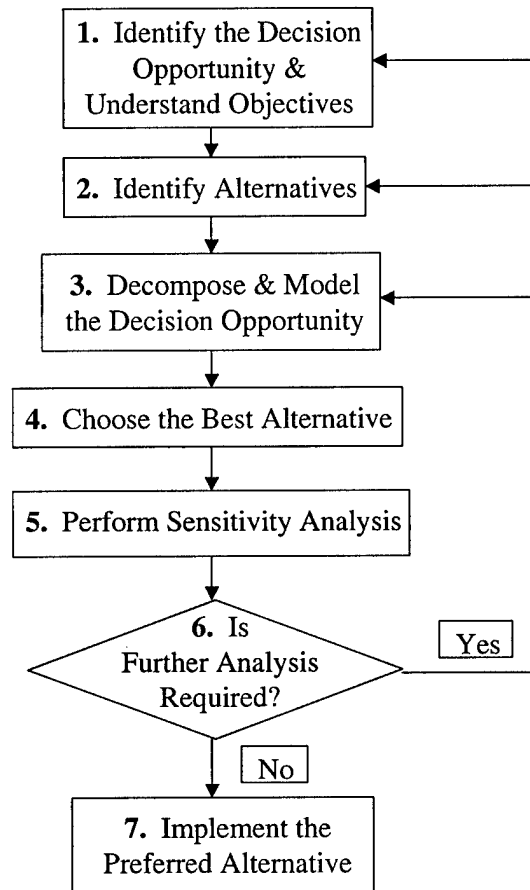 1. Identify the Decision
Opportunity &
Understand Objectives
2. Identify Alternatives
3. Decompose & Model
the Decision Opportunity
4. Choose the Best Alternative
5. Perform Sensitivity Analysis
6. Is
Further Analysis
Required?
Yes
No
7. Implement the
Preferred Alternative